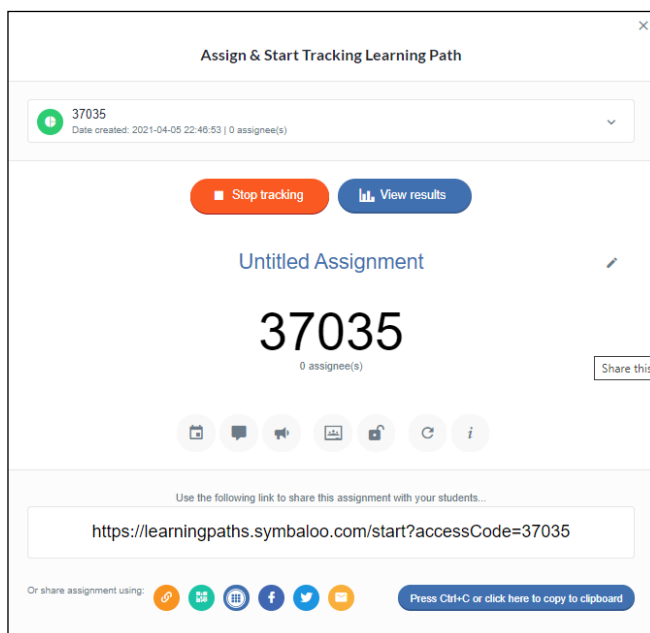 Assign & Start Tracking Learning Path
37035
Date created: 2021-04-05 22:46:53 | 0 assignee(s)
Stop tracking
View results
Untitled Assignment
37035
0 assignee(s)
Share this
Use the following link to share this assignment with your students...
https://learningpaths.symbaloo.com/start?accessCode=37035
Or share assignment using:
Press Ctrl+C or click here to copy to clipboard